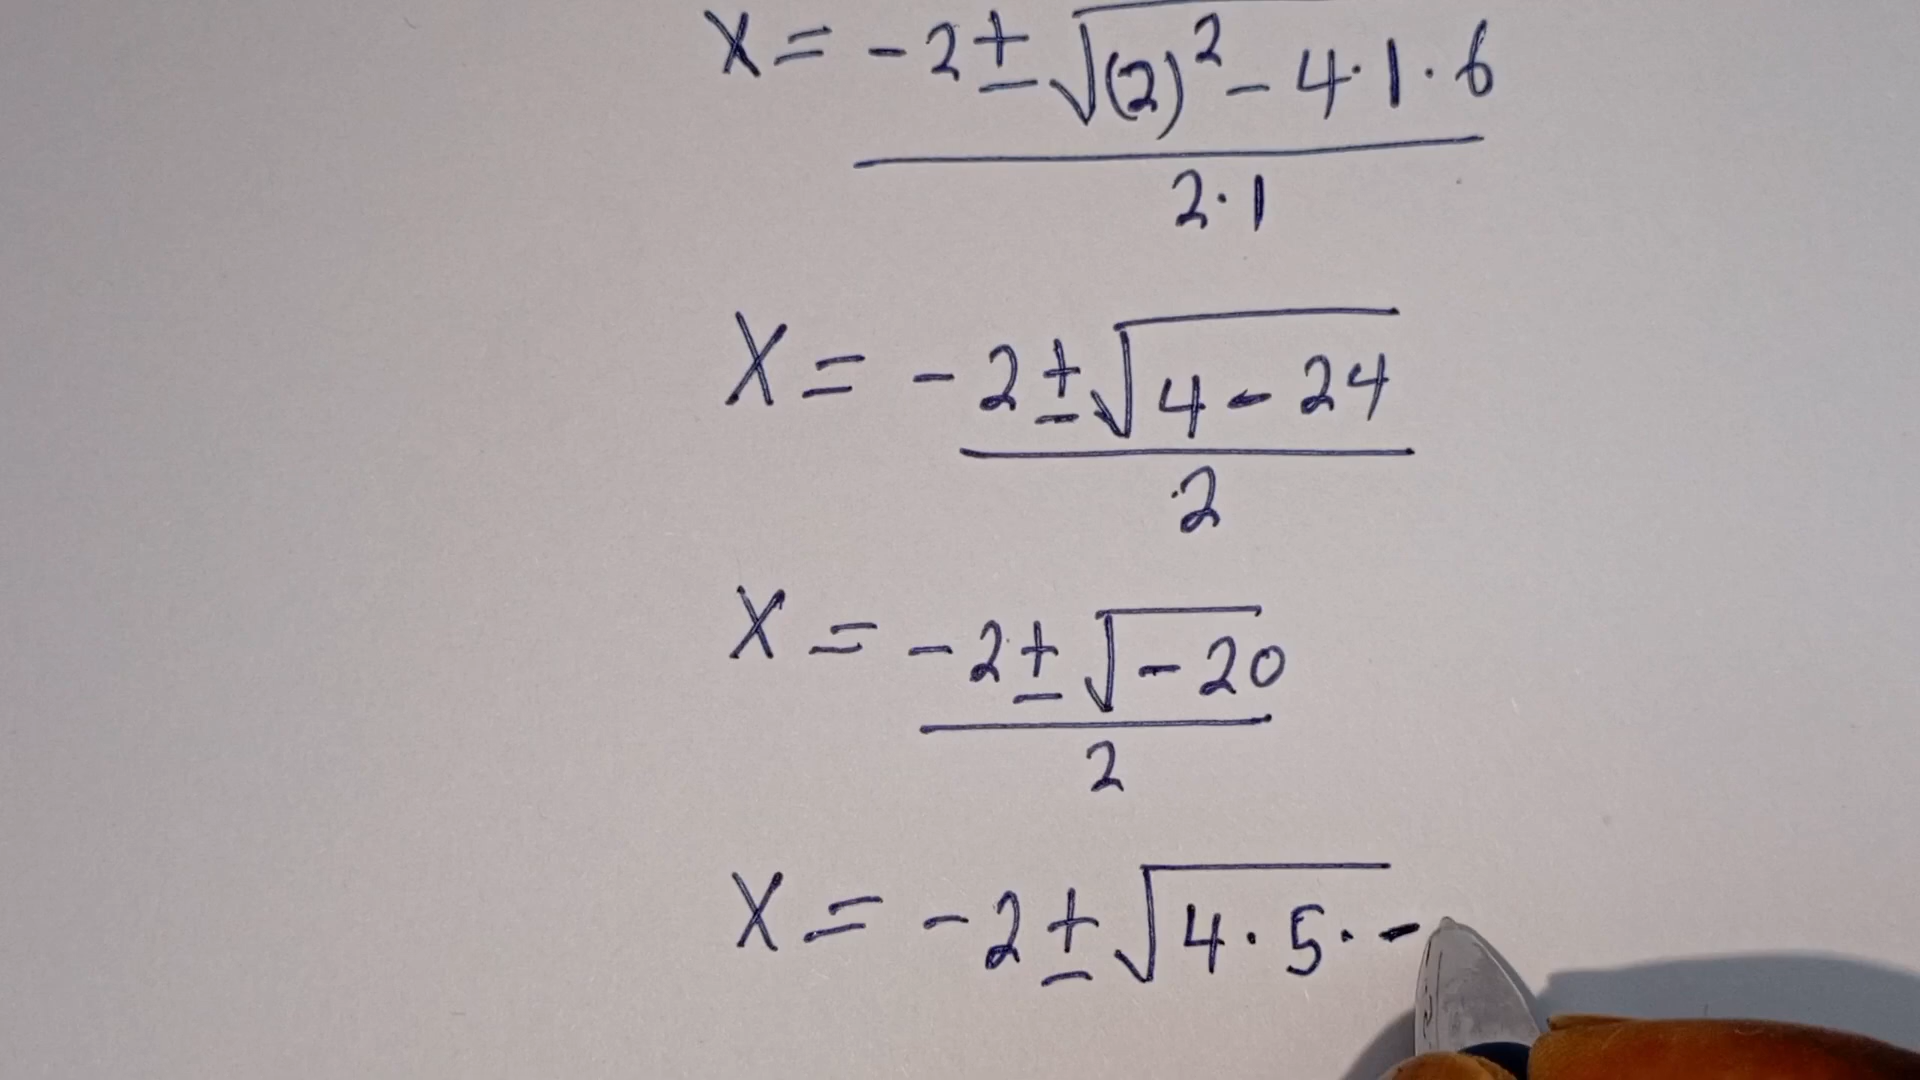 X = -2 ± √(2)² - 4·1·6
2·1
X = -2 ± √4 - 24
2
X = -2 ± √-20
2
X = -2 ± √4·5·-